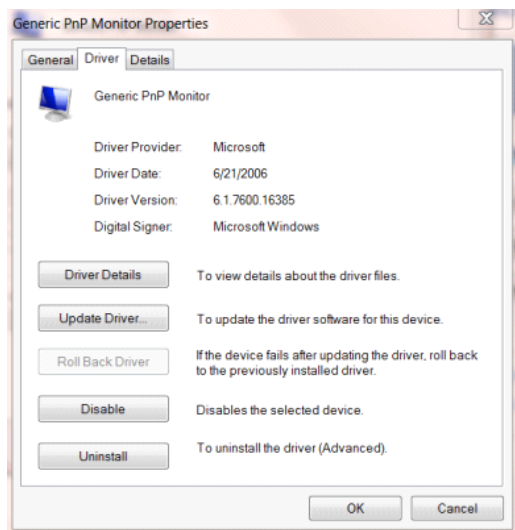 Generic PnP Monitor Properties
General Driver Details
Generic PnP Monitor
Driver Provider: Microsoft
Driver Date: 6/21/2006
Driver Version: 6.1.7600.16385
Digital Signer: Microsoft Windows
Driver Details To view details about the driver files.
Update Driver... To update the driver software for this device.
Roll Back Driver If the device fails after updating the driver, roll back
to the previously installed driver.
Disable Disables the selected device.
Uninstall To uninstall the driver (Advanced).
OK Cancel